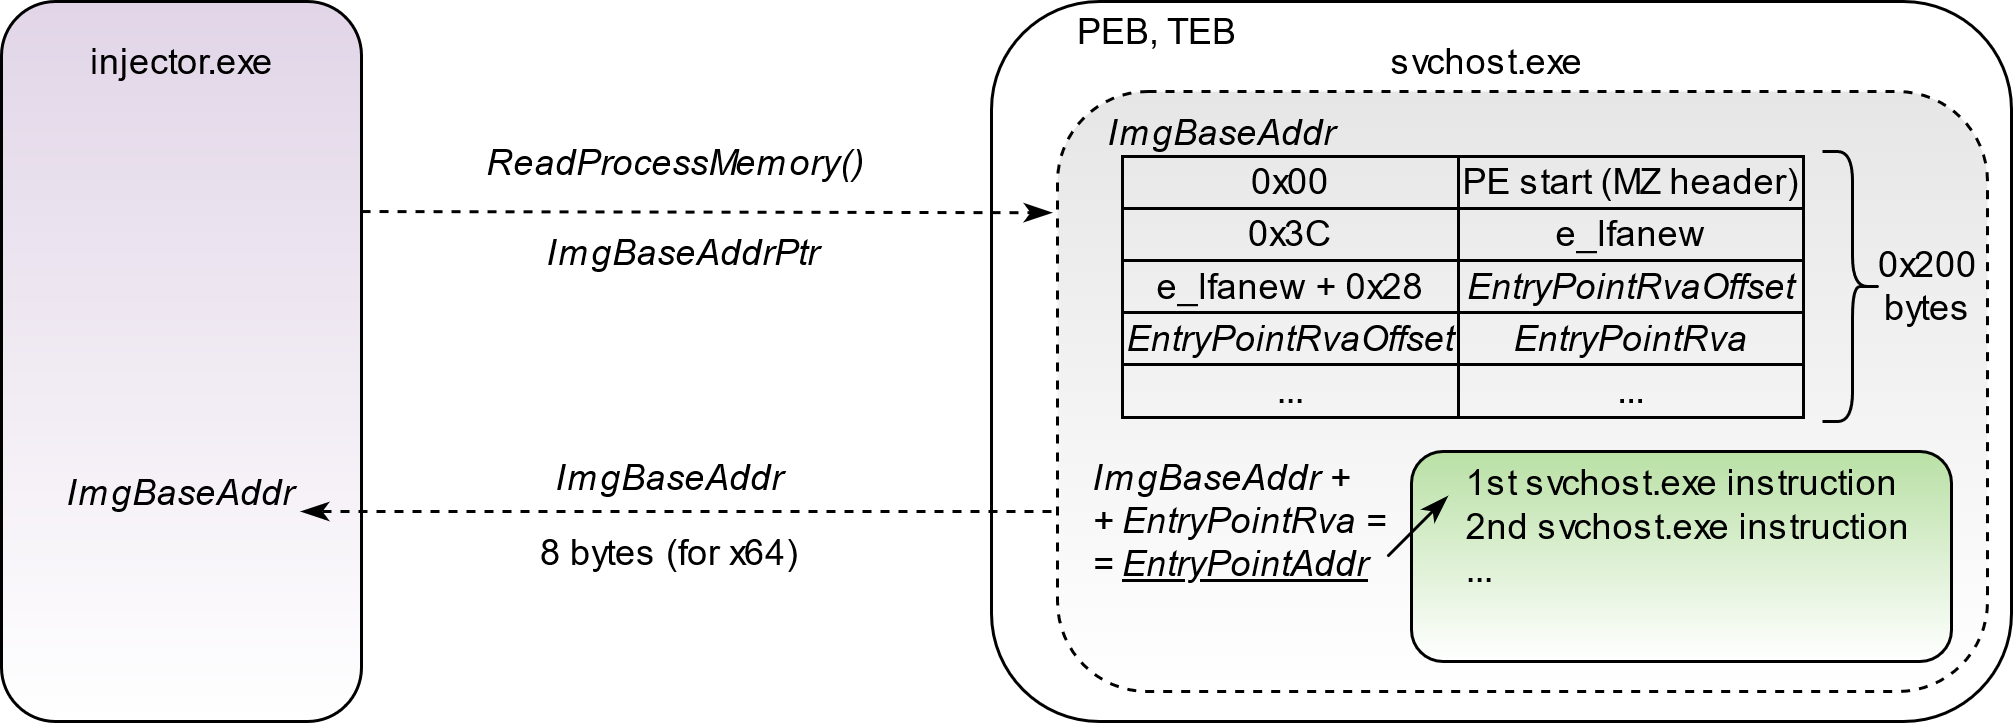 injector.exe
ReadProcessMemory()
ImgBaseAddrPtr
ImgBaseAddr
ImgBaseAddr
8 bytes (for x64)
PEB, TEB
svchost.exe
ImgBaseAddr
0x00 PE start (MZ header)
0x3C e_lfanew
e_lfanew + 0x28 EntryPointRvaOffset
EntryPointRvaOffset EntryPointRva
... ...
0x200
bytes
ImgBaseAddr +
+ EntryPointRva =
= EntryPointAddr
1st svchost.exe instruction
2nd svchost.exe instruction
...